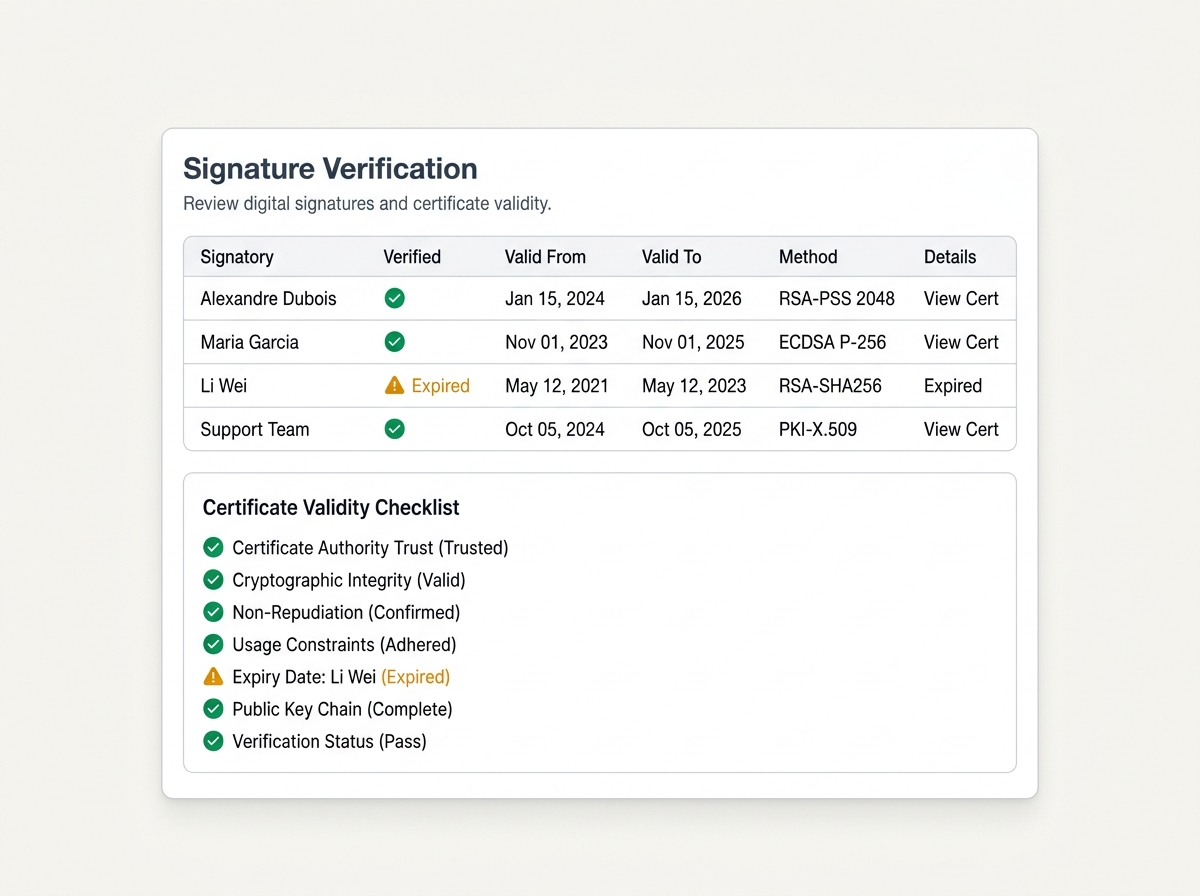 Signature Verification
Review digital signatures and certificate validity.
Signatory Verified Valid From Valid To Method Details
Alexandre Dubois Jan 15, 2024 Jan 15, 2026 RSA-PSS 2048 View Cert
Maria Garcia Nov 01, 2023 Nov 01, 2025 ECDSA P-256 View Cert
Li Wei Expired May 12, 2021 May 12, 2023 RSA-SHA256 Expired
Support Team Oct 05, 2024 Oct 05, 2025 PKI-X.509 View Cert
Certificate Validity Checklist
Certificate Authority Trust (Trusted)
Cryptographic Integrity (Valid)
Non-Repudiation (Confirmed)
Usage Constraints (Adhered)
Expiry Date: Li Wei (Expired)
Public Key Chain (Complete)
Verification Status (Pass)